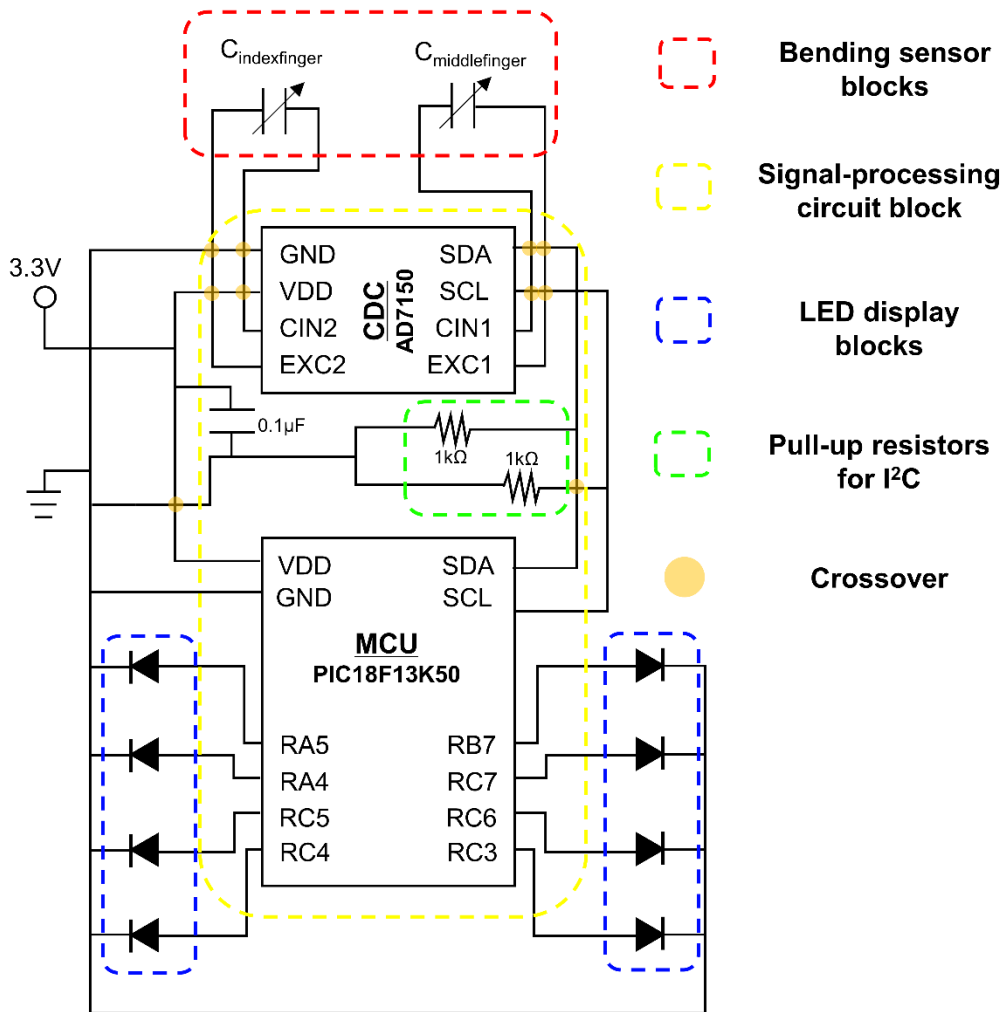 C_indexfinger
C_middlefinger
Bending sensor
blocks
Signal-processing
circuit block
LED display
blocks
Pull-up resistors
for I²C
Crossover
3.3V
GND
VDD
CIN2
EXC2
CDC
AD7150
SDA
SCL
CIN1
EXC1
0.1µF
1kΩ
1kΩ
VDD
GND
SDA
SCL
MCU
PIC18F13K50
RA5
RA4
RC5
RC4
RB7
RC7
RC6
RC3